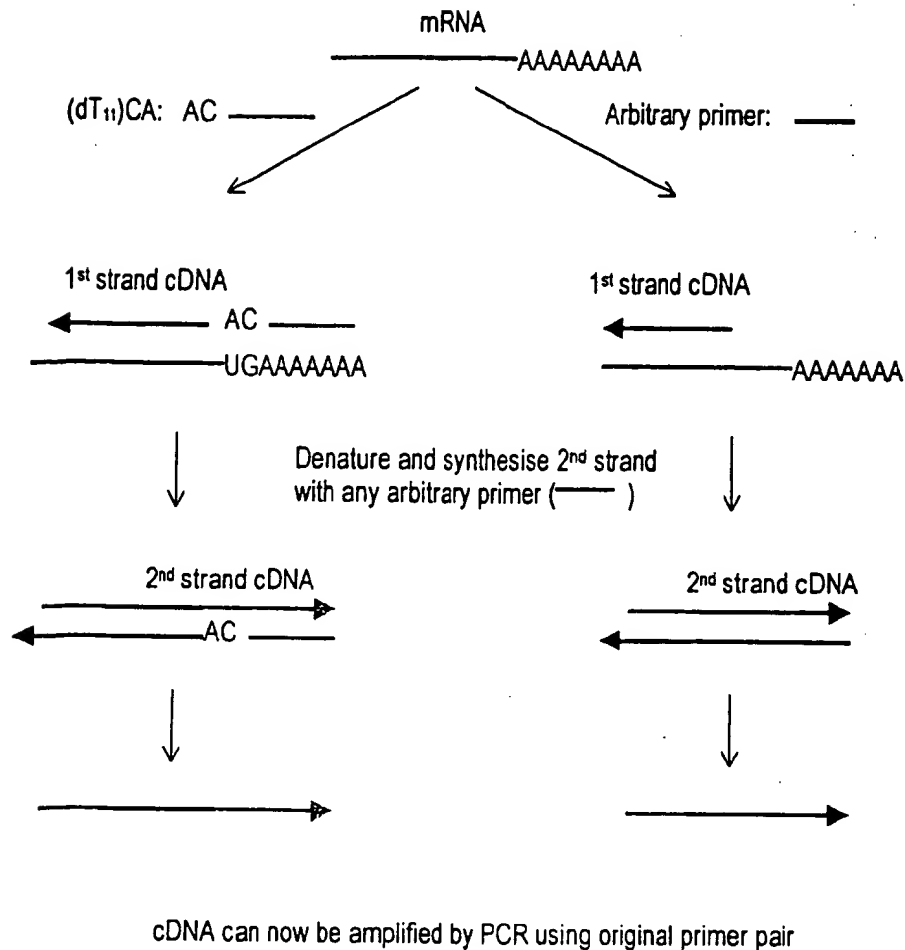 mRNA
AAAAAAAA
(dT₁₁)CA: AC
Arbitrary primer:
1ˢᵗ strand cDNA
1ˢᵗ strand cDNA
AC
UGAAAAAAA
AAAAAAA
Denature and synthesise 2ⁿᵈ strand
with any arbitrary primer ( )
2ⁿᵈ strand cDNA
2ⁿᵈ strand cDNA
AC
cDNA can now be amplified by PCR using original primer pair